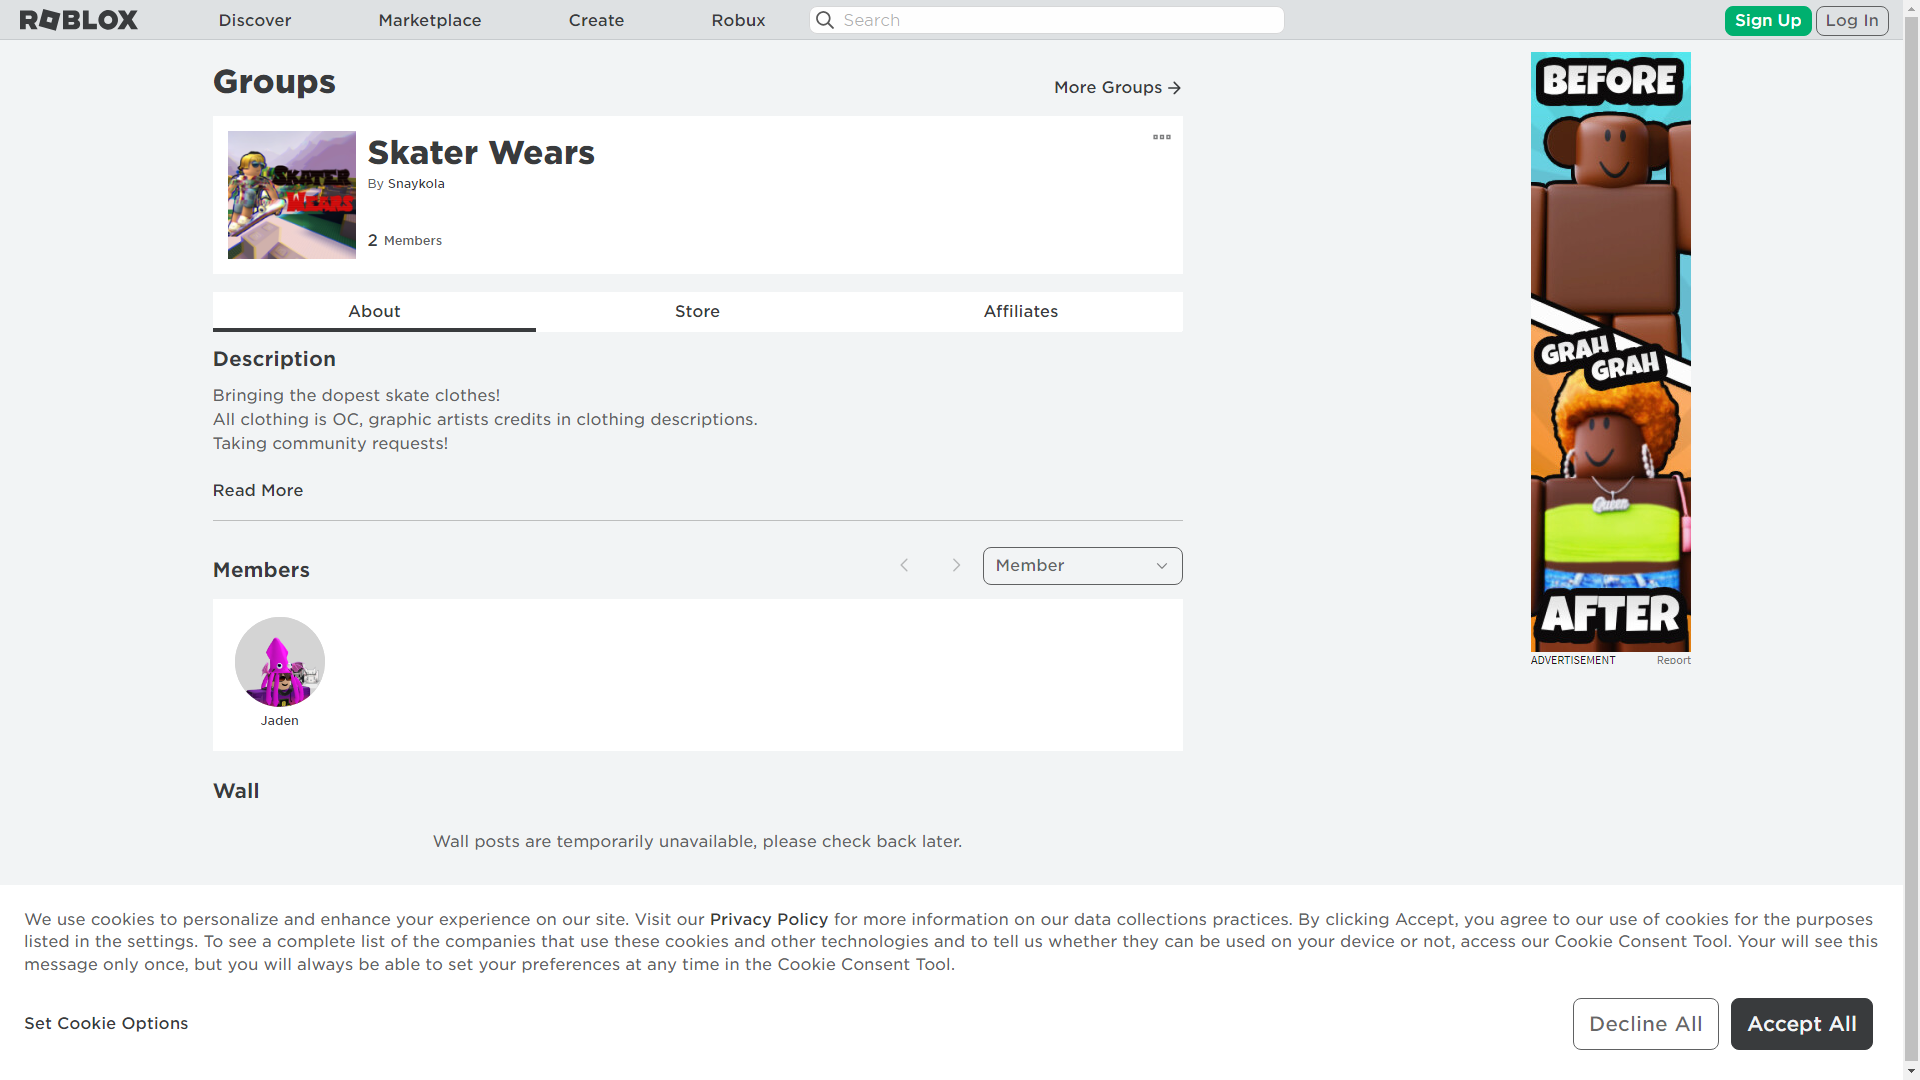 ROBLOX
Discover
Marketplace
Create
Robux
Search
Sign Up
Log In
Groups
More Groups
SKATER
WEARS
Skater Wears
By Snaykola
2 Members
About
Store
Affiliates
Description
Bringing the dopest skate clothes!
All clothing is OC, graphic artists credits in clothing descriptions.
Taking community requests!
Read More
Members
Member
Jaden
Wall
Wall posts are temporarily unavailable, please check back later.
BEFORE
GRAH
GRAH
Queen
AFTER
ADVERTISEMENT
Report
We use cookies to personalize and enhance your experience on our site. Visit our Privacy Policy for more information on our data collections practices. By clicking Accept, you agree to our use of cookies for the purposes
listed in the settings. To see a complete list of the companies that use these cookies and other technologies and to tell us whether they can be used on your device or not, access our Cookie Consent Tool. Your will see this
message only once, but you will always be able to set your preferences at any time in the Cookie Consent Tool.
Set Cookie Options
Decline All
Accept All